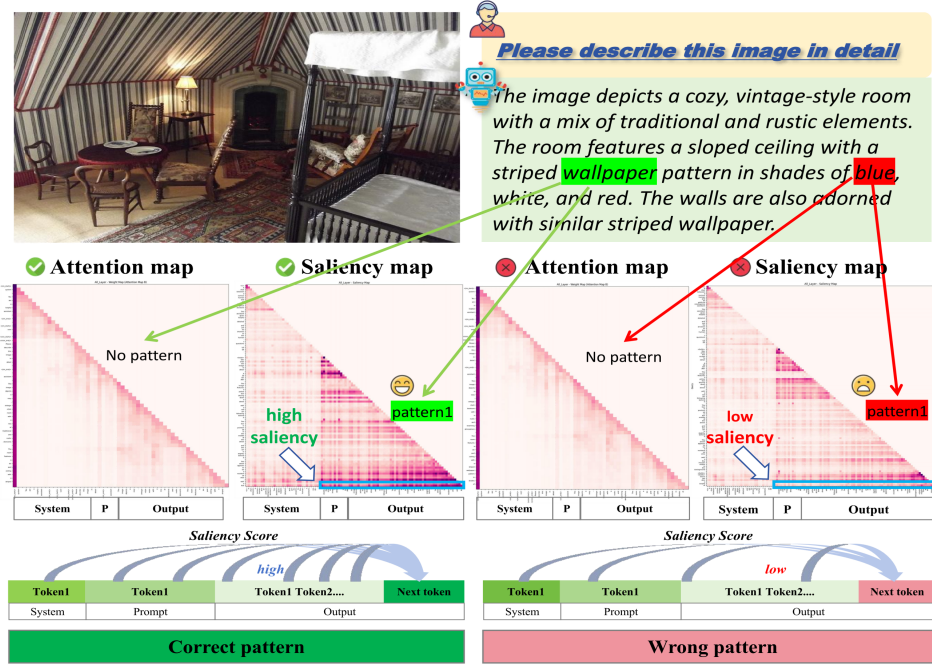 Please describe this image in detail
The image depicts a cozy, vintage-style room
with a mix of traditional and rustic elements.
The room features a sloped ceiling with a
striped wallpaper pattern in shades of blue,
white, and red. The walls are also adorned
with similar striped wallpaper.
Attention map
Saliency map
Attention map
Saliency map
No pattern
high
saliency
pattern1
No pattern
low
saliency
pattern1
System P Output
System P Output
System P Output
System P Output
Saliency Score
high
Token1 Token1 Token1 Token2.... Next token
System Prompt Output
Correct pattern
Saliency Score
low
Token1 Token1 Token1 Token2.... Next token
System Prompt Output
Wrong pattern